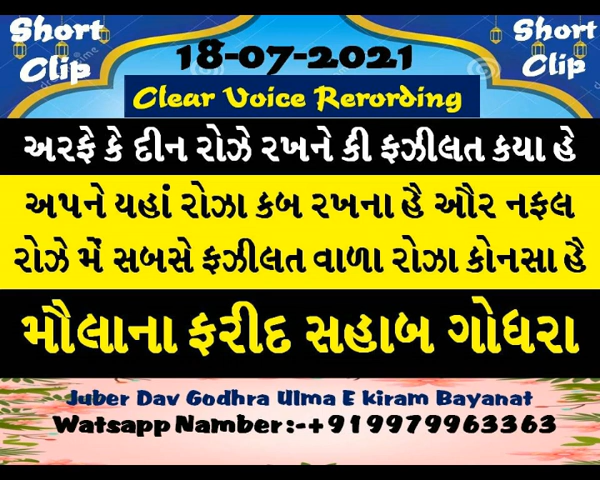 Short
Clip
18-07-2021
Short
Clip
Clear Voice Rerording
અરફે કે દીન રોઝે રખને કી ફઝીલત કયા હે
અપને યહાં રોઝા કબ રખના હૈ ઔર નફલ
રોઝે મેં સબસે ફઝીલત વાળા રોઝા કોનસા હૈ
મૌલાના ફરીદ સહાબ ગોધરા
Juber Dav Godhra Ulma E kiram Bayanat
Watsapp Namber:-+919979963363